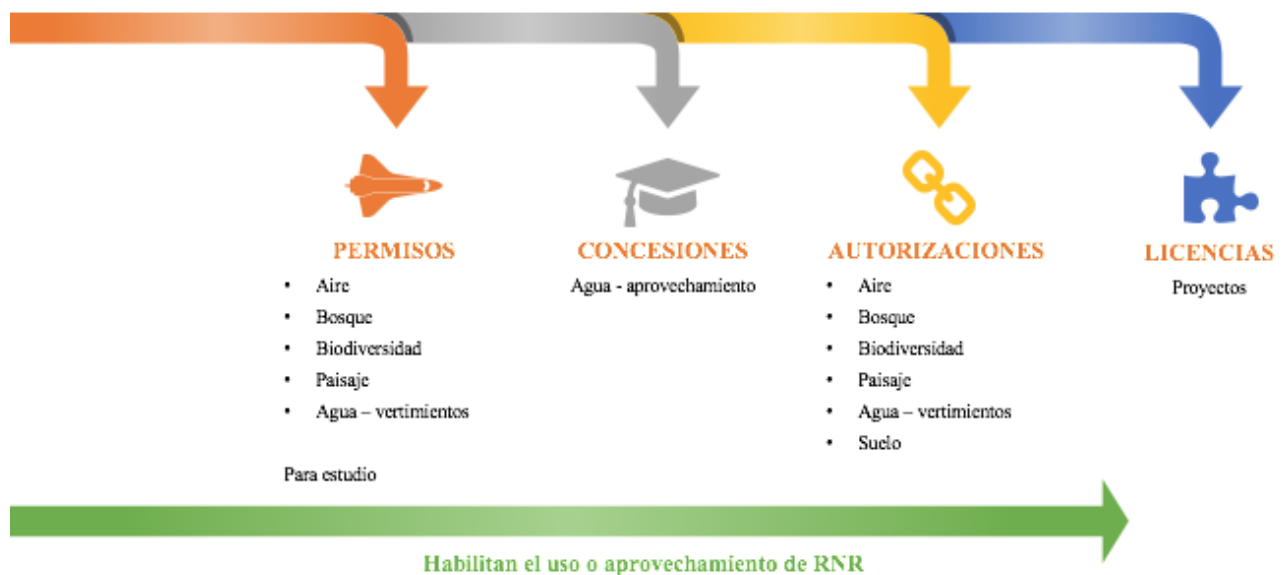 PERMISOS
• Aire
• Bosque
• Biodiversidad
• Paisaje
• Agua – vertimientos
Para estudio
CONCESIONES
Agua - aprovechamiento
AUTORIZACIONES
• Aire
• Bosque
• Biodiversidad
• Paisaje
• Agua – vertimientos
• Suelo
LICENCIAS
Proyectos
Habilitan el uso o aprovechamiento de RNR